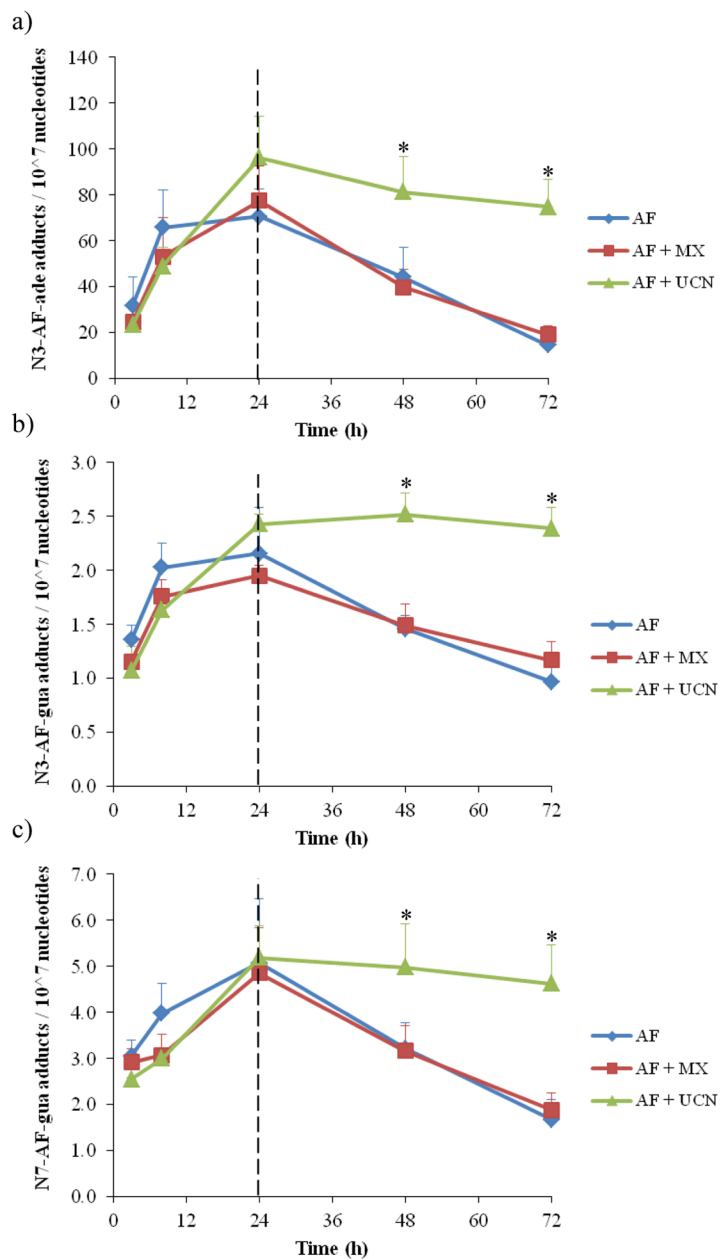 a)
N3-AF-ade adducts / 10^7 nucleotides
140
120
100
80
60
40
20
0
*
*
0 12 24 36 48 60 72
Time (h)
AF
AF + MX
AF + UCN
b)
N3-AF-gua adducts / 10^7 nucleotides
3.0
2.5
2.0
1.5
1.0
0.5
0.0
*
*
0 12 24 36 48 60 72
Time (h)
AF
AF + MX
AF + UCN
c)
N7-AF-gua adducts / 10^7 nucleotides
7.0
6.0
5.0
4.0
3.0
2.0
1.0
0.0
*
*
0 12 24 36 48 60 72
Time (h)
AF
AF + MX
AF + UCN